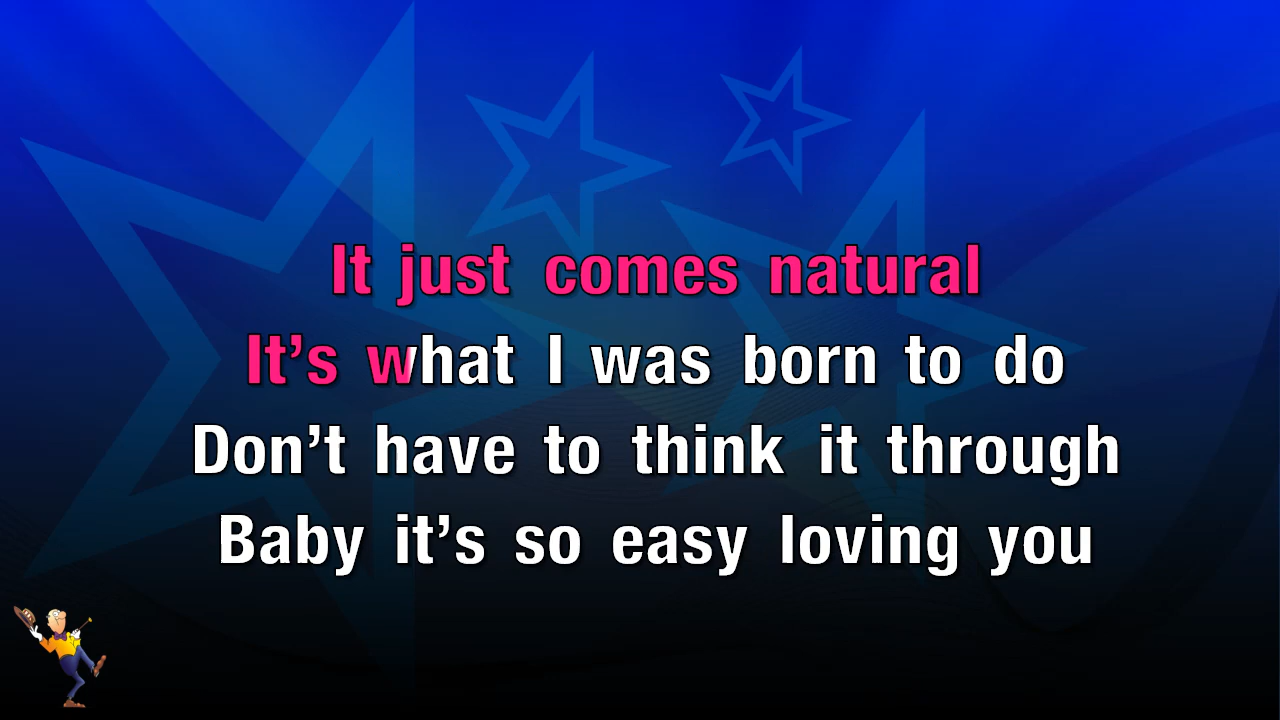 It just comes natural
It’s what I was born to do
Don’t have to think it through
Baby it’s so easy loving you